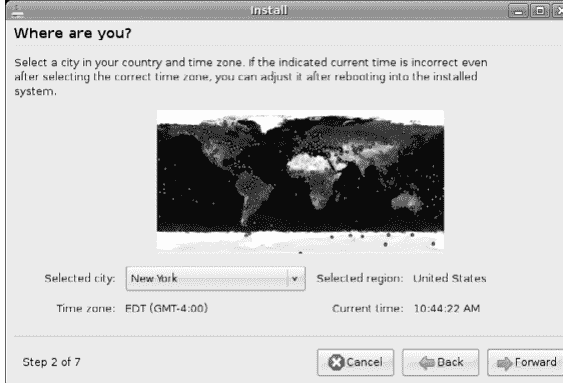 Install
Where are you?
Select a city in your country and time zone. If the indicated current time is incorrect even
after selecting the correct time zone, you can adjust it after rebooting into the installed
system.
Selected city: New York Selected region: United States
Time zone: EDT (GMT-4:00) Current time: 10:44:22 AM
Step 2 of 7 Cancel Back Forward